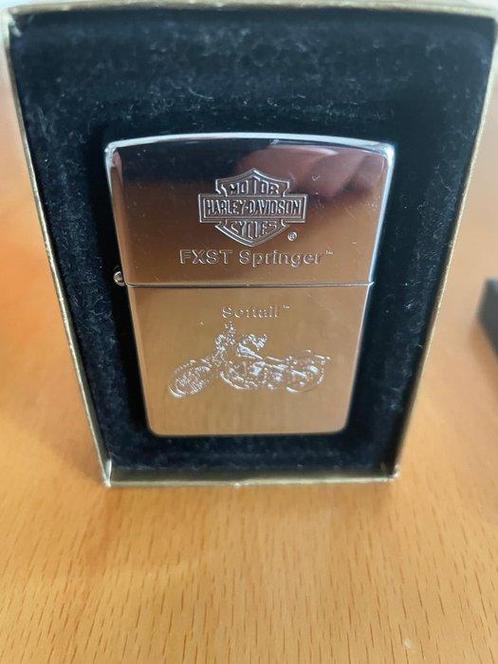 MOTOR
HARLEY-DAVIDSON
CYCLES
®
FXST Springer™
Softail™